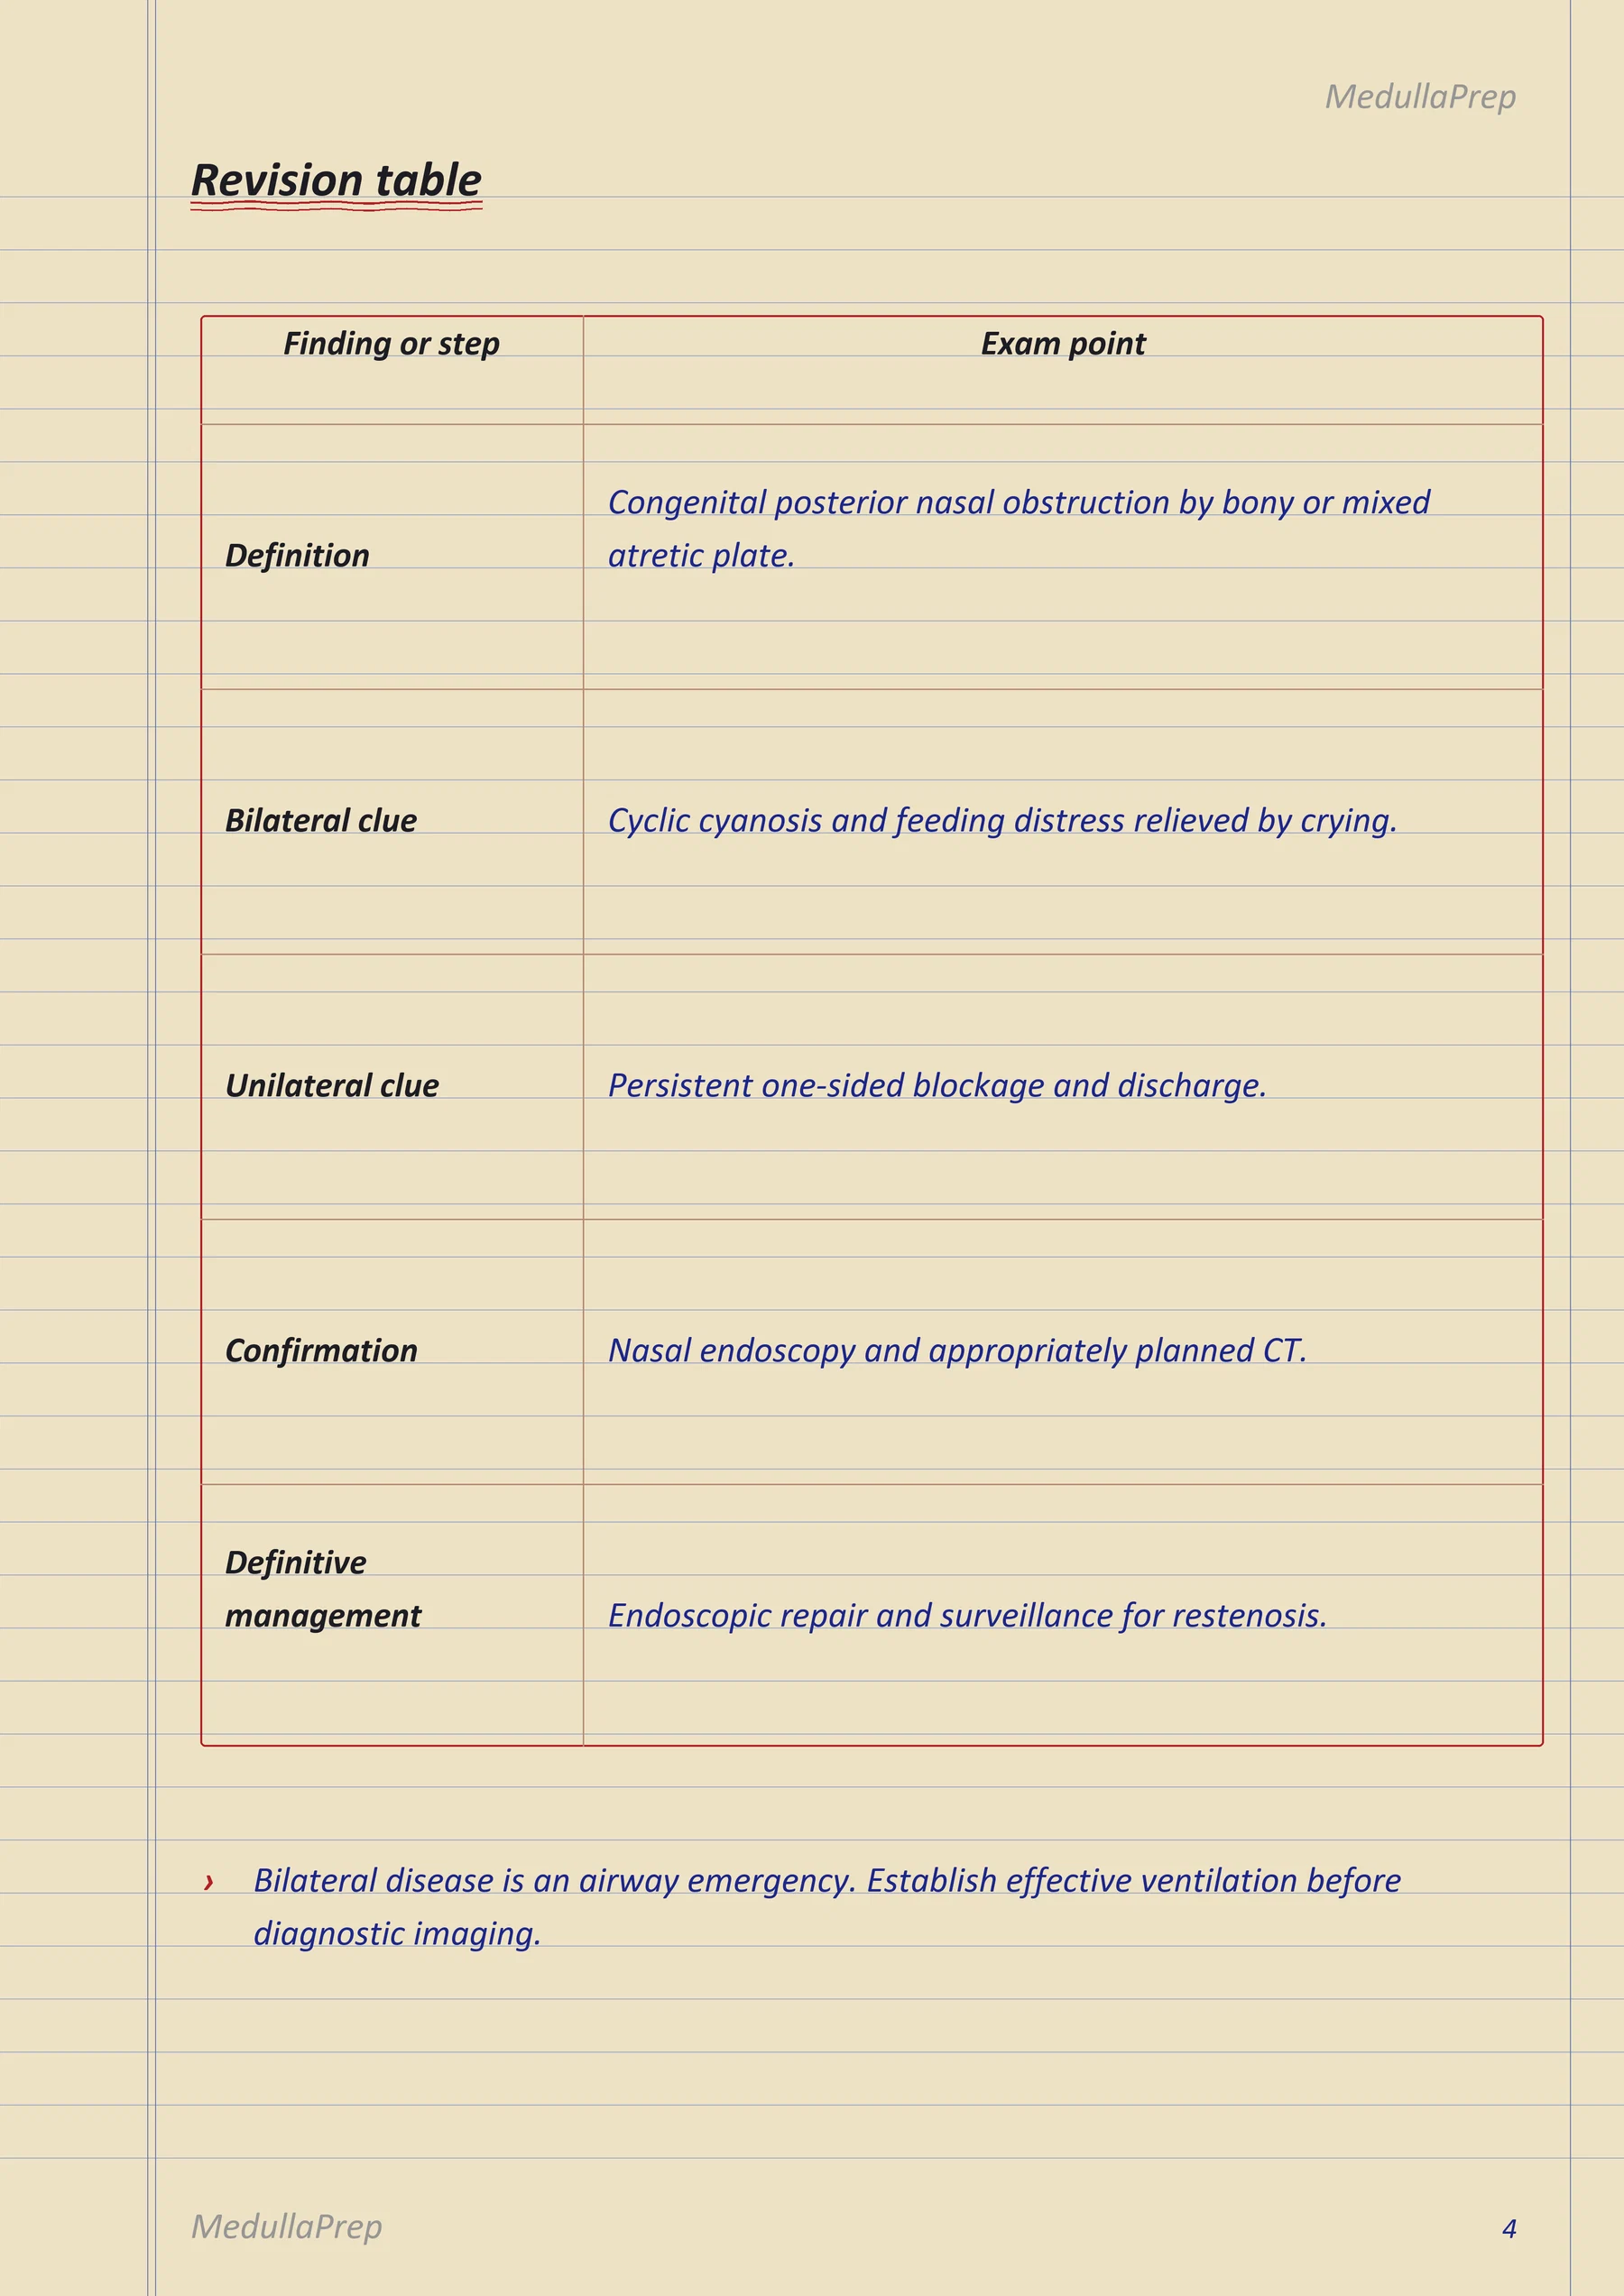 MedullaPrep
Revision table
Finding or step
Exam point
Definition
Congenital posterior nasal obstruction by bony or mixed
atretic plate.
Bilateral clue
Cyclic cyanosis and feeding distress relieved by crying.
Unilateral clue
Persistent one-sided blockage and discharge.
Confirmation
Nasal endoscopy and appropriately planned CT.
Definitive
management
Endoscopic repair and surveillance for restenosis.
› Bilateral disease is an airway emergency. Establish effective ventilation before
diagnostic imaging.
MedullaPrep
4